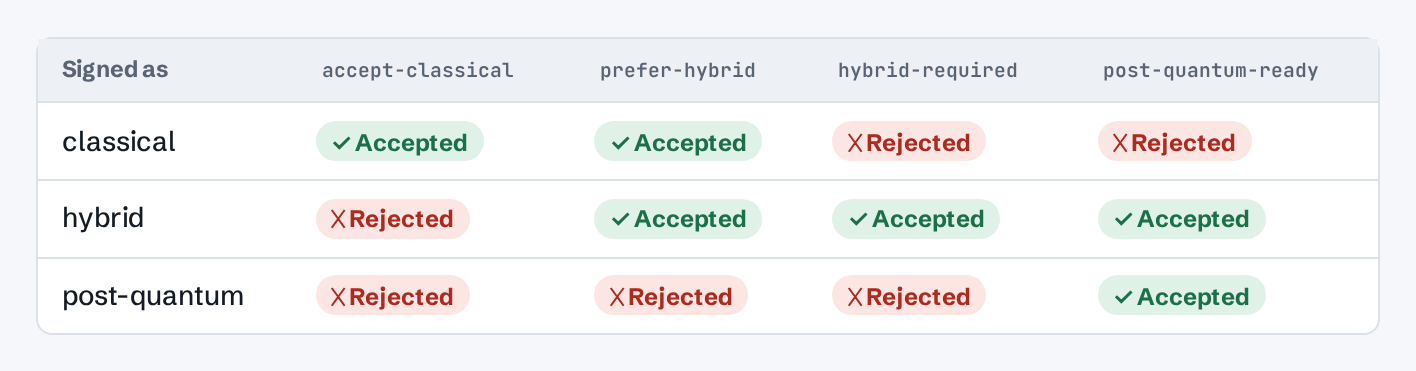 Signed as accept-classical prefer-hybrid hybrid-required post-quantum-ready
classical ✓ Accepted ✓ Accepted ╳ Rejected ╳ Rejected
hybrid ╳ Rejected ✓ Accepted ✓ Accepted ✓ Accepted
post-quantum ╳ Rejected ╳ Rejected ╳ Rejected ✓ Accepted